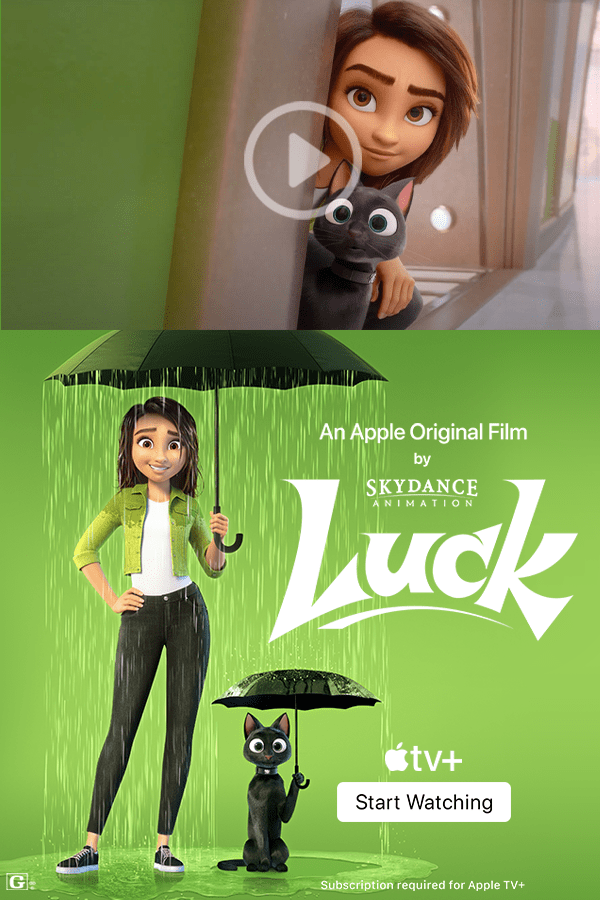 An Apple Original Film
by
SKYDANCE
ANIMATION
Luck
tv+
Start Watching
G
Subscription required for Apple TV+